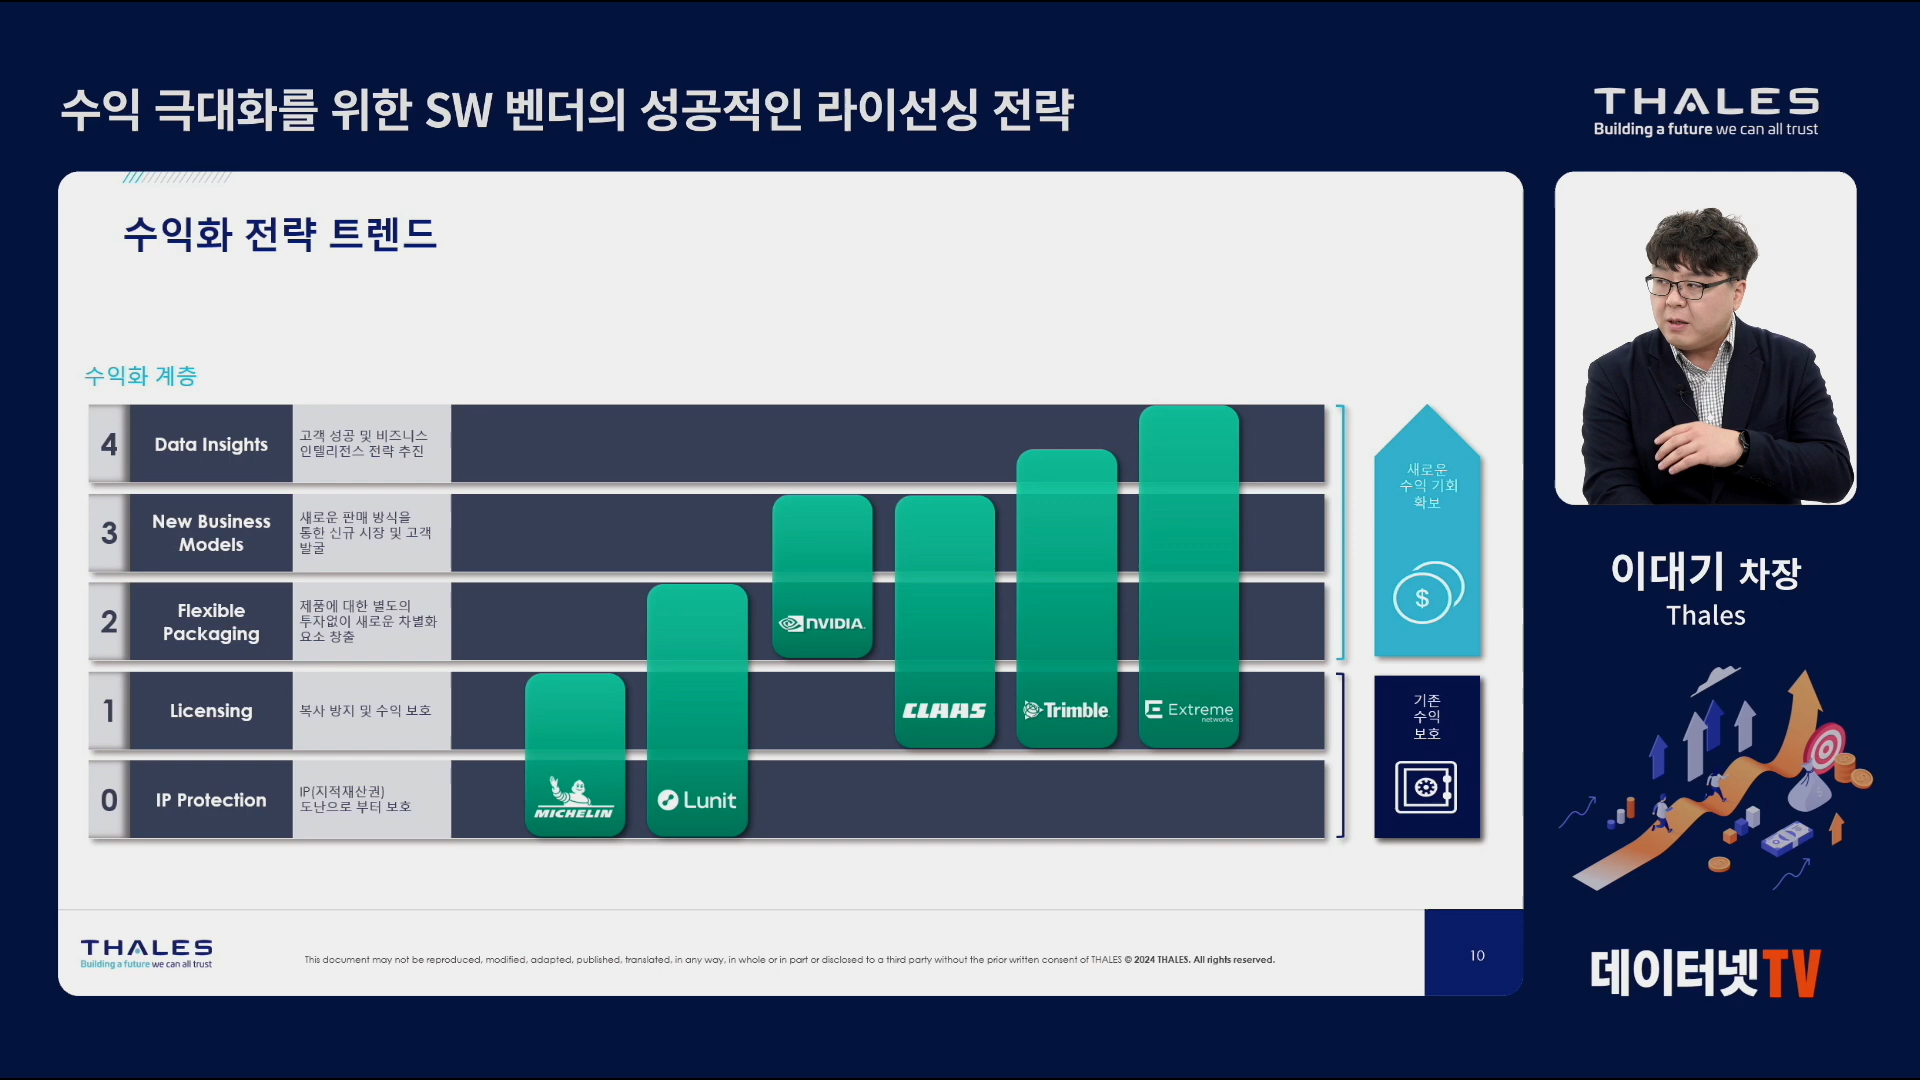 수익 극대화를 위한 SW 벤더의 성공적인 라이선싱 전략
THALES
Building a future we can all trust
수익화 전략 트렌드
수익화 계층
4
Data Insights
고객 성공 및 비즈니스
인텔리전스 전략 추진
3
New Business
Models
새로운 판매 방식을
통한 신규 시장 및 고객
발굴
2
Flexible
Packaging
제품에 대한 별도의
투자없이 새로운 차별화
요소 창출
1
Licensing
복사 방지 및 수익 보호
0
IP Protection
IP(지적재산권)
도난으로 부터 보호
MICHELIN
Lunit
NVIDIA
CLAAS
Trimble
Extreme
networks
새로운
수익 기회
확보
$
기존
수익
보호
이대기 차장
Thales
THALES
Building a future we can all trust
This document may not be reproduced, modified, adapted, published, translated, in any way, in whole or in part or disclosed to a third party without the prior written consent of THALES © 2024 THALES. All rights reserved.
10
데이터넷TV